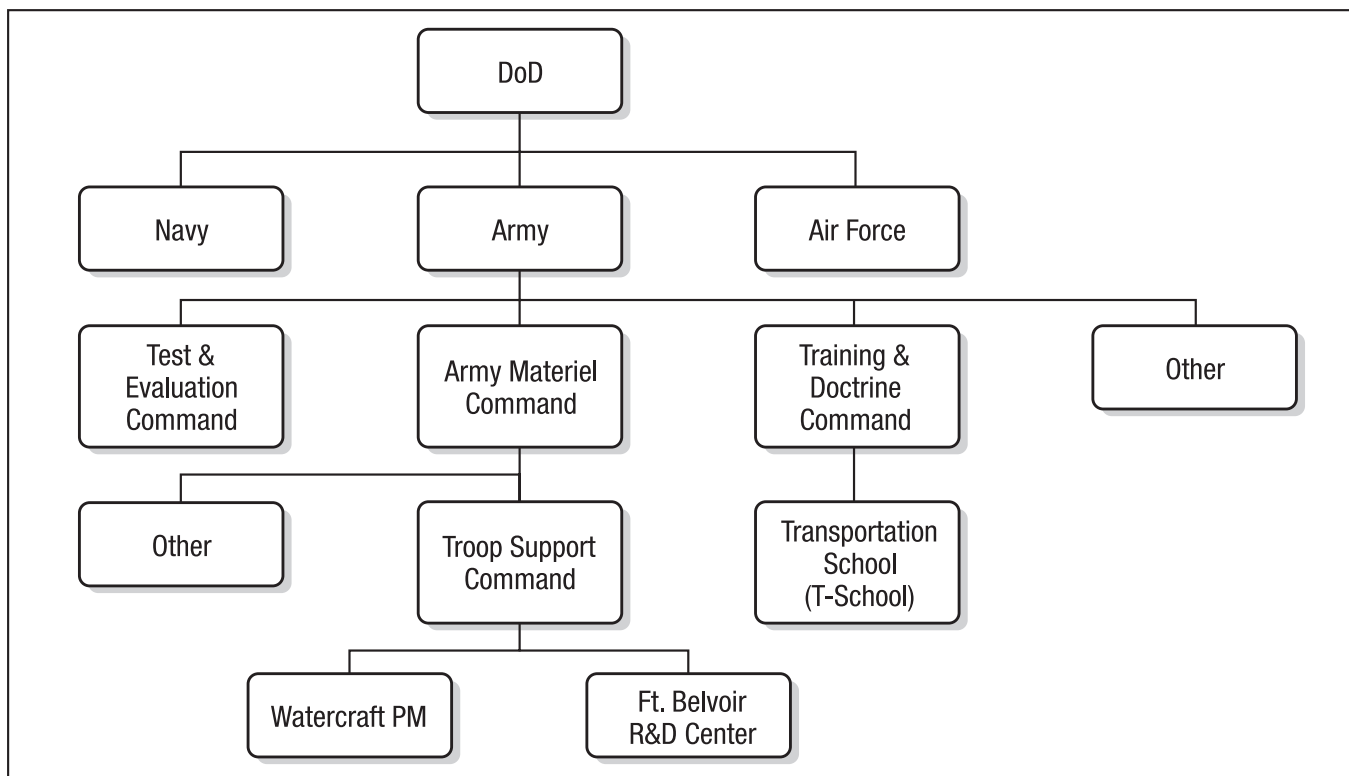 DoD
Navy
Army
Air Force
Test &
Evaluation
Command
Army Materiel
Command
Training &
Doctrine
Command
Other
Other
Troop Support
Command
Transportation
School
(T-School)
Watercraft PM
Ft. Belvoir
R&D Center